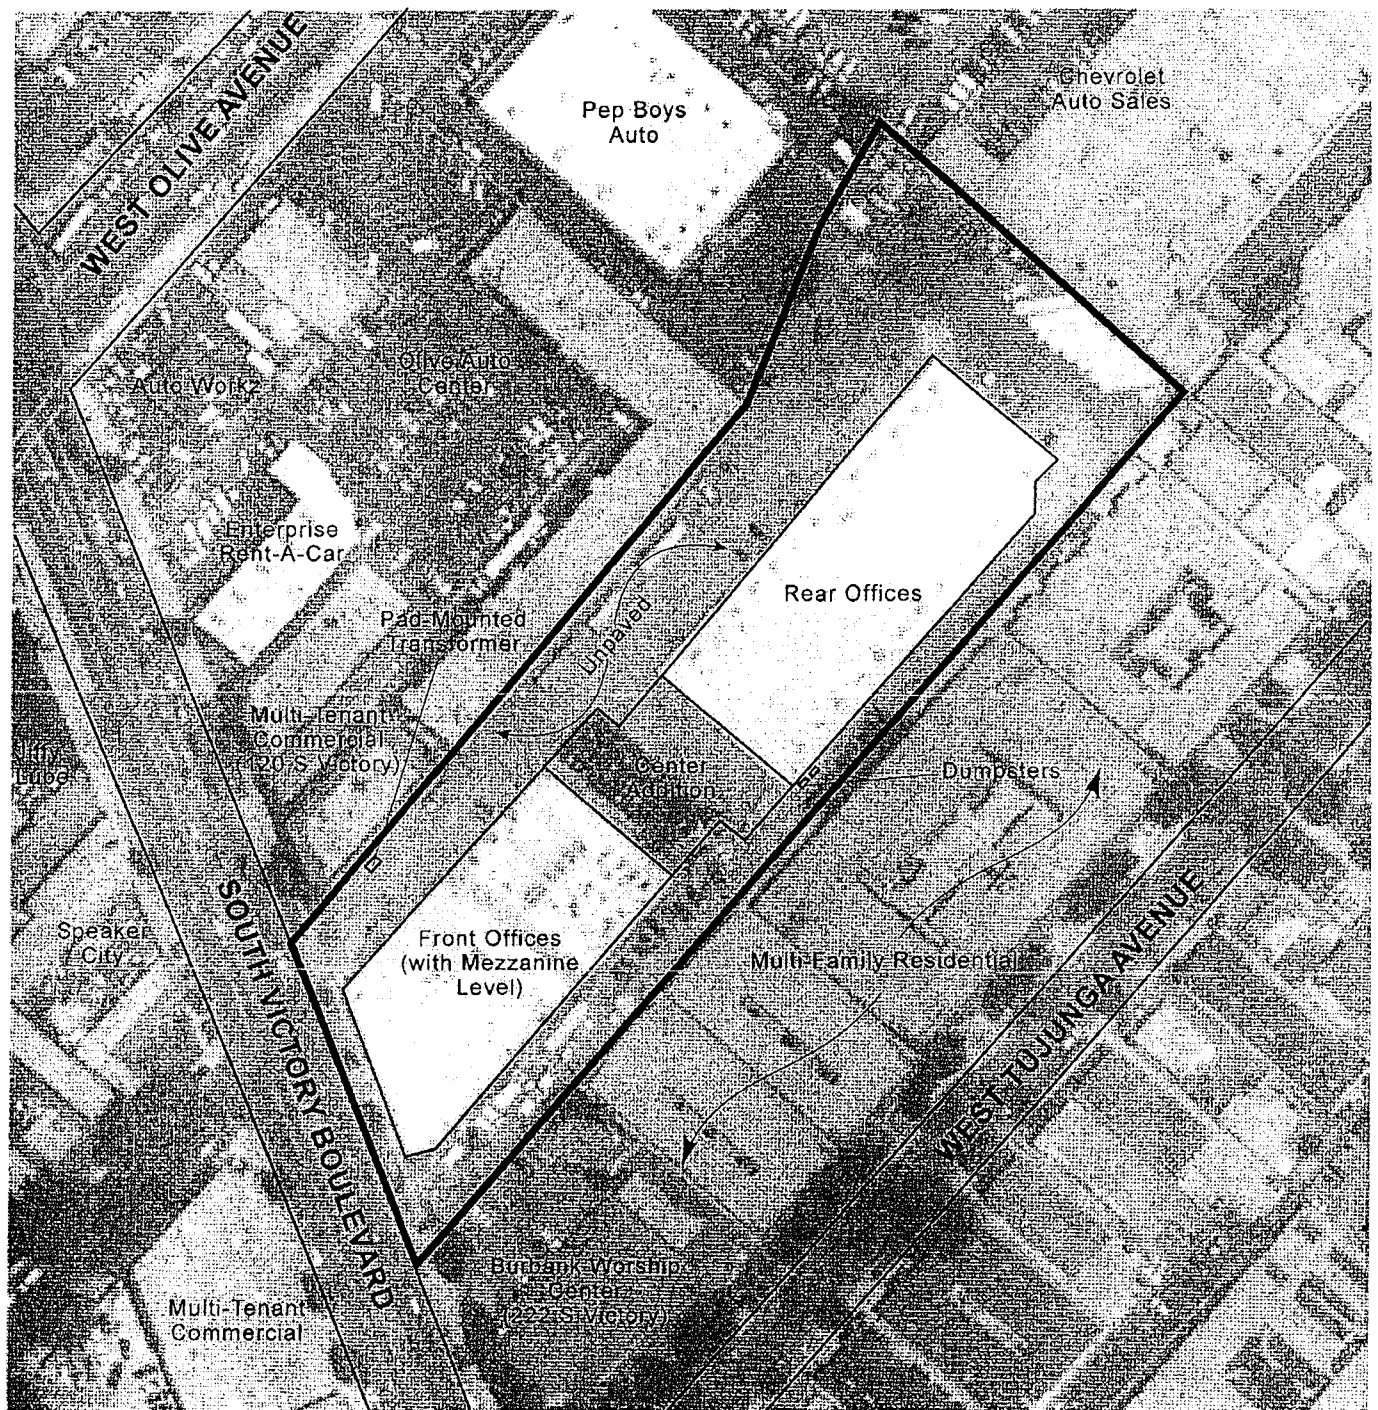 WEST OLIVE AVENUE
Pep Boys
Auto
Chevrolet
Auto Sales
Auto Workz
Olive Auto
Center
Enterprise
Rent-A-Car
Pad-Mounted
Transformer
Unpaved
Rear Offices
Multi-Tenant
Commercial
(120 S. Victory)
Jiffy
Lube
Center
Addition
Dumpsters
SOUTH VICTORY BOULEVARD
Speaker
City
Front Offices
(with Mezzanine
Level)
Multi-Family Residential
WEST TUJUNGA AVENUE
Burbank Worship
Center
(222 S. Victory)
Multi-Tenant
Commercial